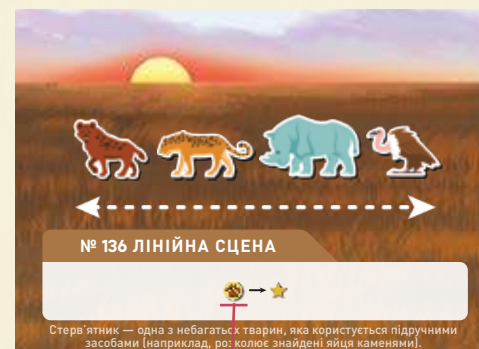 № 136 ЛІНІЙНА СЦЕНА
Стерв'ятник — одна з небагатьох тварин, яка користується підручними
засобами (наприклад, розколює знайдені яйця каменями).